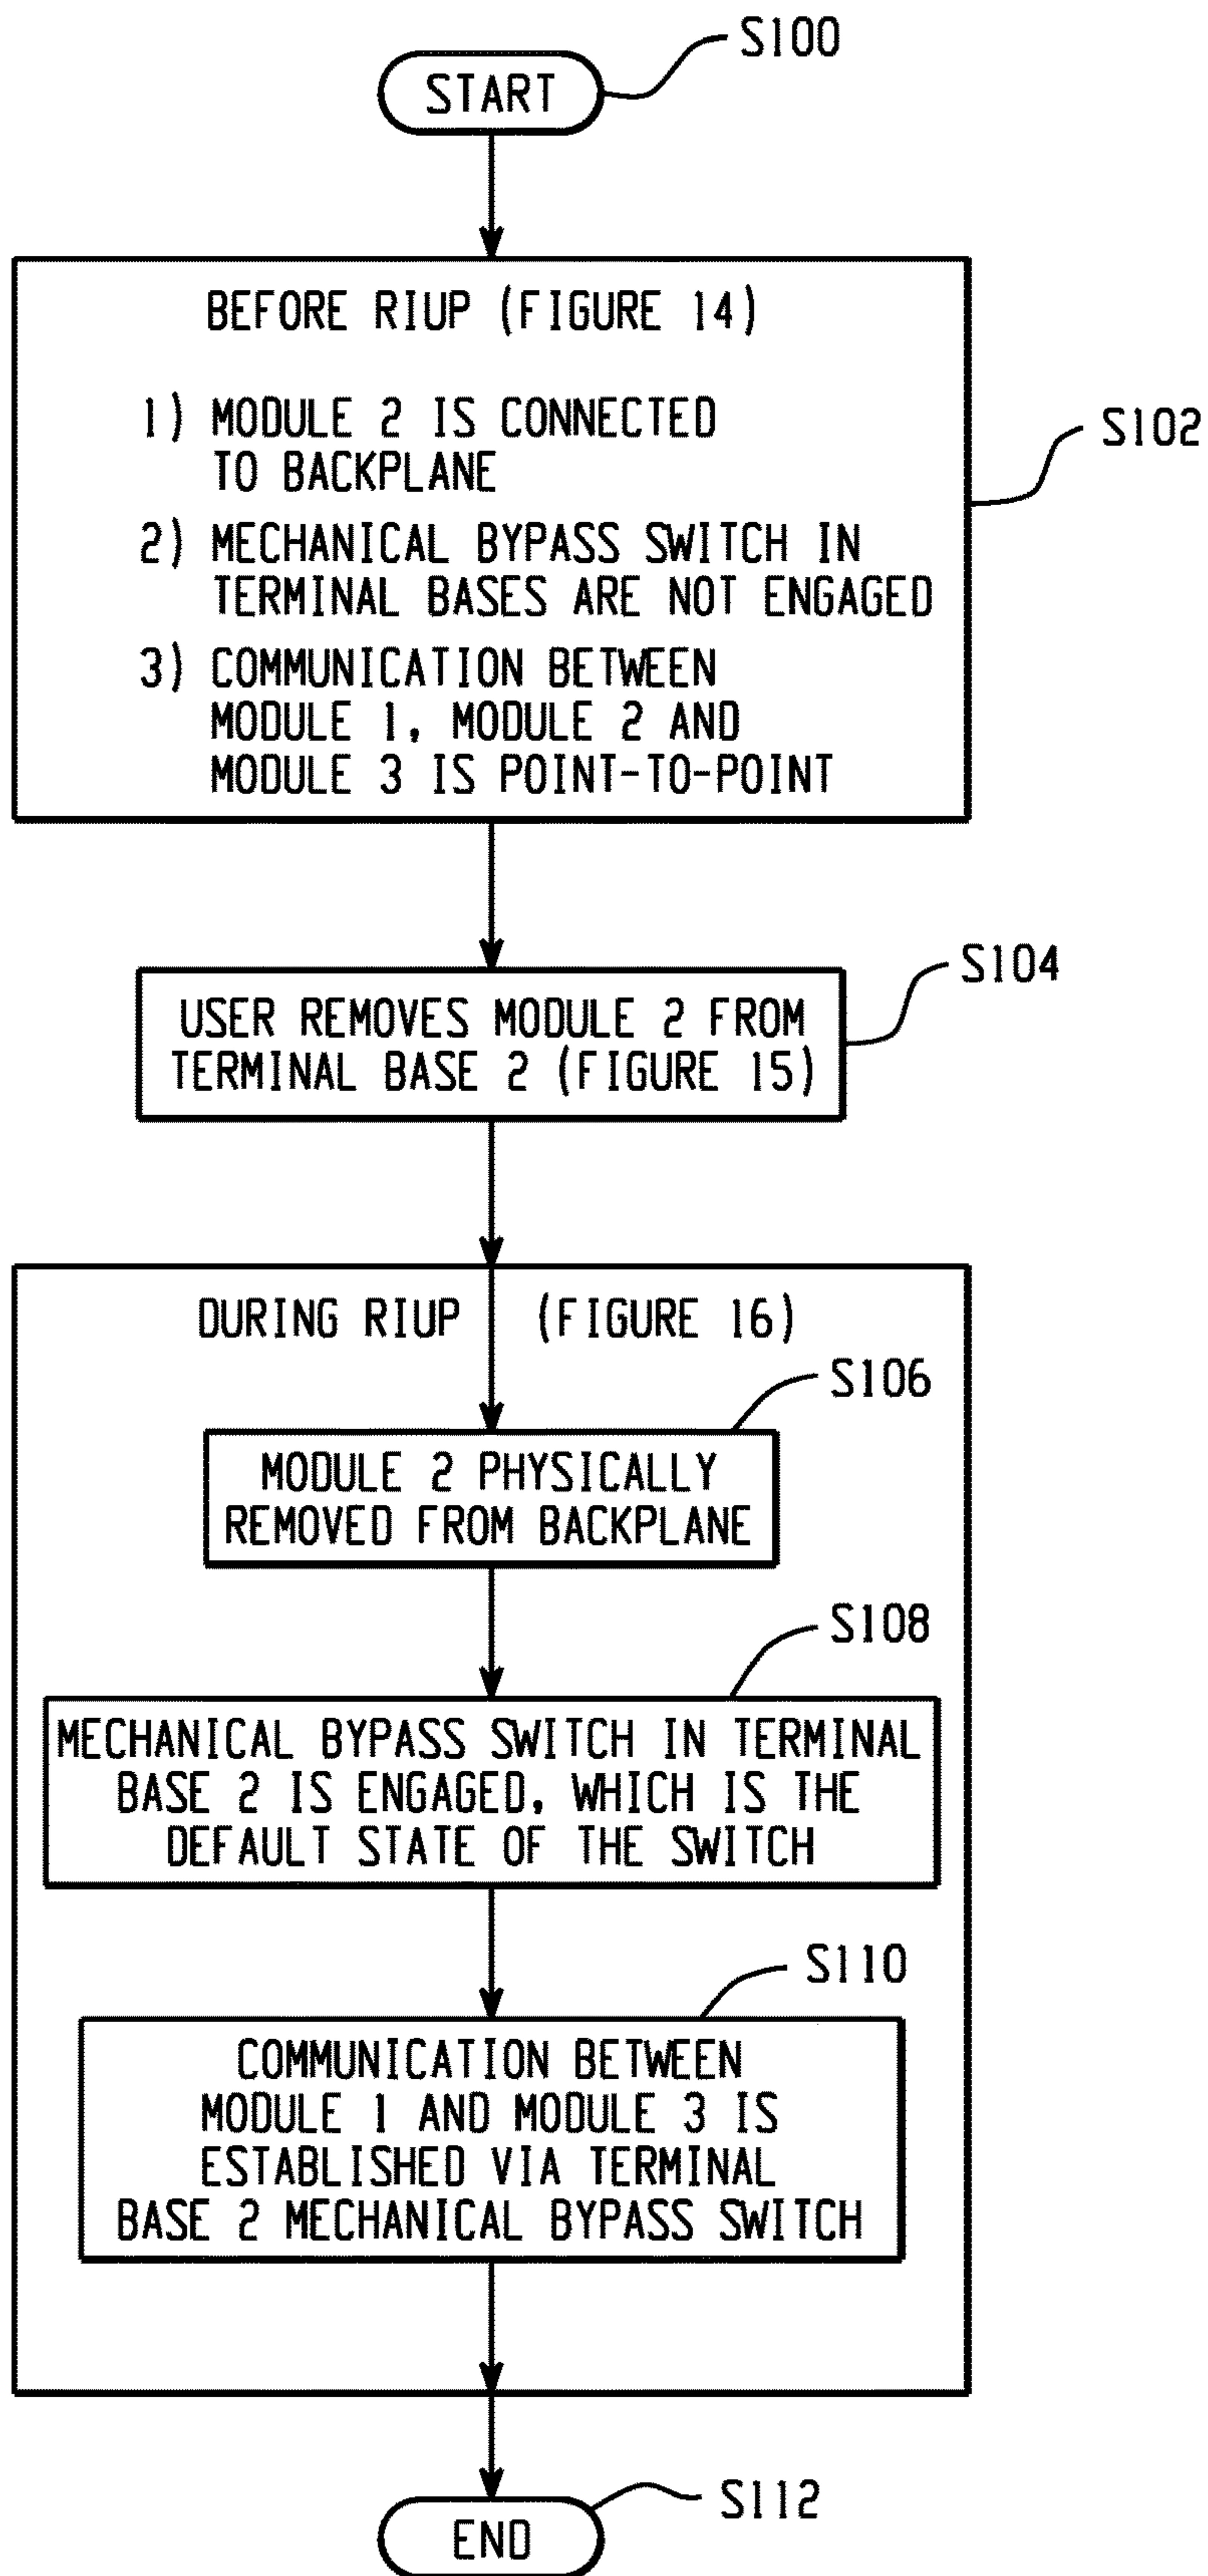 S100
START
BEFORE RIUP (FIGURE 14)
1) MODULE 2 IS CONNECTED
TO BACKPLANE
S102
2) MECHANICAL BYPASS SWITCH IN
TERMINAL BASES ARE NOT ENGAGED
3) COMMUNICATION BETWEEN
MODULE 1, MODULE 2 AND
MODULE 3 IS POINT-TO-POINT
S104
USER REMOVES MODULE 2 FROM
TERMINAL BASE 2 (FIGURE 15)
DURING RIUP (FIGURE 16)
S106
MODULE 2 PHYSICALLY
REMOVED FROM BACKPLANE
S108
MECHANICAL BYPASS SWITCH IN TERMINAL
BASE 2 IS ENGAGED, WHICH IS THE
DEFAULT STATE OF THE SWITCH
S110
COMMUNICATION BETWEEN
MODULE 1 AND MODULE 3 IS
ESTABLISHED VIA TERMINAL
BASE 2 MECHANICAL BYPASS SWITCH
S112
END